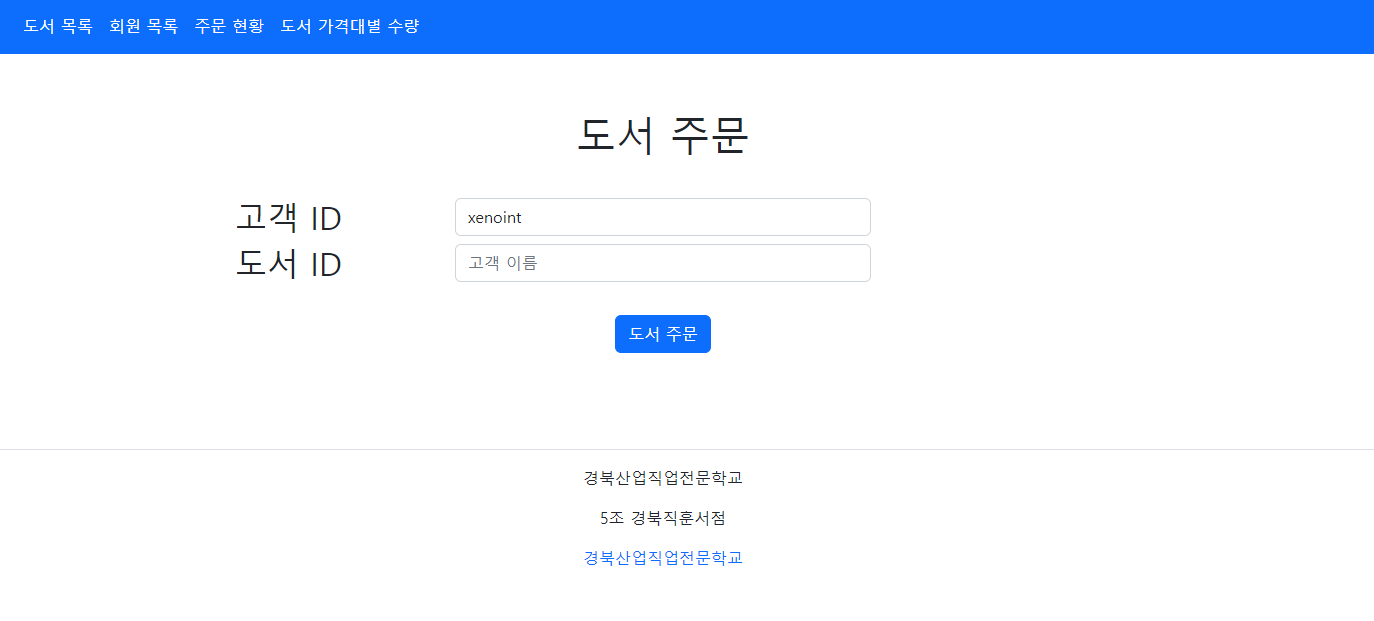 도서 목록 회원 목록 주문 현황 도서 가격대별 수량
도서 주문
고객 ID xenoint
도서 ID 고객 이름
도서 주문
경북산업직업전문학교
5조 경북직훈서점
경북산업직업전문학교